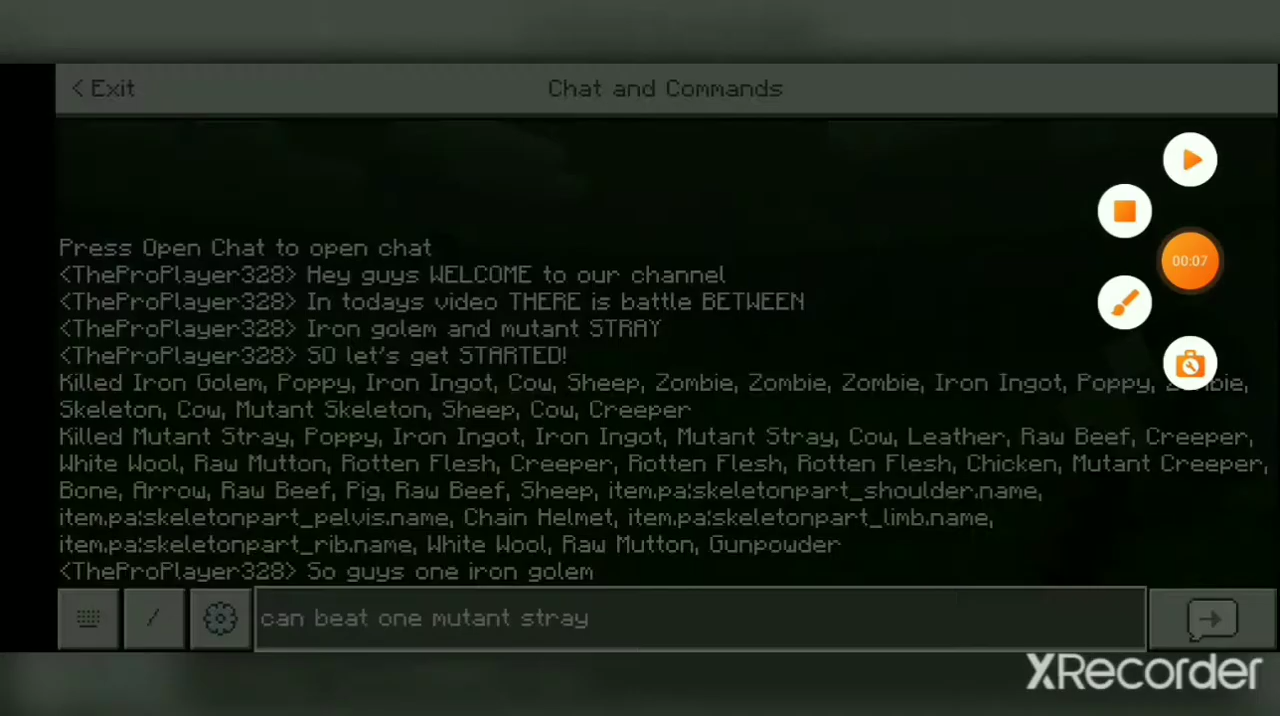 < Exit
Chat and Commands
Press Open Chat to open chat
<TheProPlayer328> Hey guys WELCOME to our channel
<TheProPlayer328> In todays video THERE is battle BETWEEN
<TheProPlayer328> Iron golem and mutant STRAY
<TheProPlayer328> SO let's get STARTED!
Killed Iron Golem, Poppy, Iron Ingot, Cow, Sheep, Zombie, Zombie, Zombie, Iron Ingot, Poppy, Zombie,
Skeleton, Cow, Mutant Skeleton, Sheep, Cow, Creeper
Killed Mutant Stray, Poppy, Iron Ingot, Iron Ingot, Mutant Stray, Cow, Leather, Raw Beef, Creeper,
White Wool, Raw Mutton, Rotten Flesh, Creeper, Rotten Flesh, Rotten Flesh, Chicken, Mutant Creeper,
Bone, Arrow, Raw Beef, Pig, Raw Beef, Sheep, item.pa:skeletonpart_shoulder.name,
item.pa:skeletonpart_pelvis.name, Chain Helmet, item.pa:skeletonpart_limb.name,
item.pa:skeletonpart_rib.name, White Wool, Raw Mutton, Gunpowder
<TheProPlayer328> So guys one iron golem
/
can beat one mutant stray
00:07
XRecorder